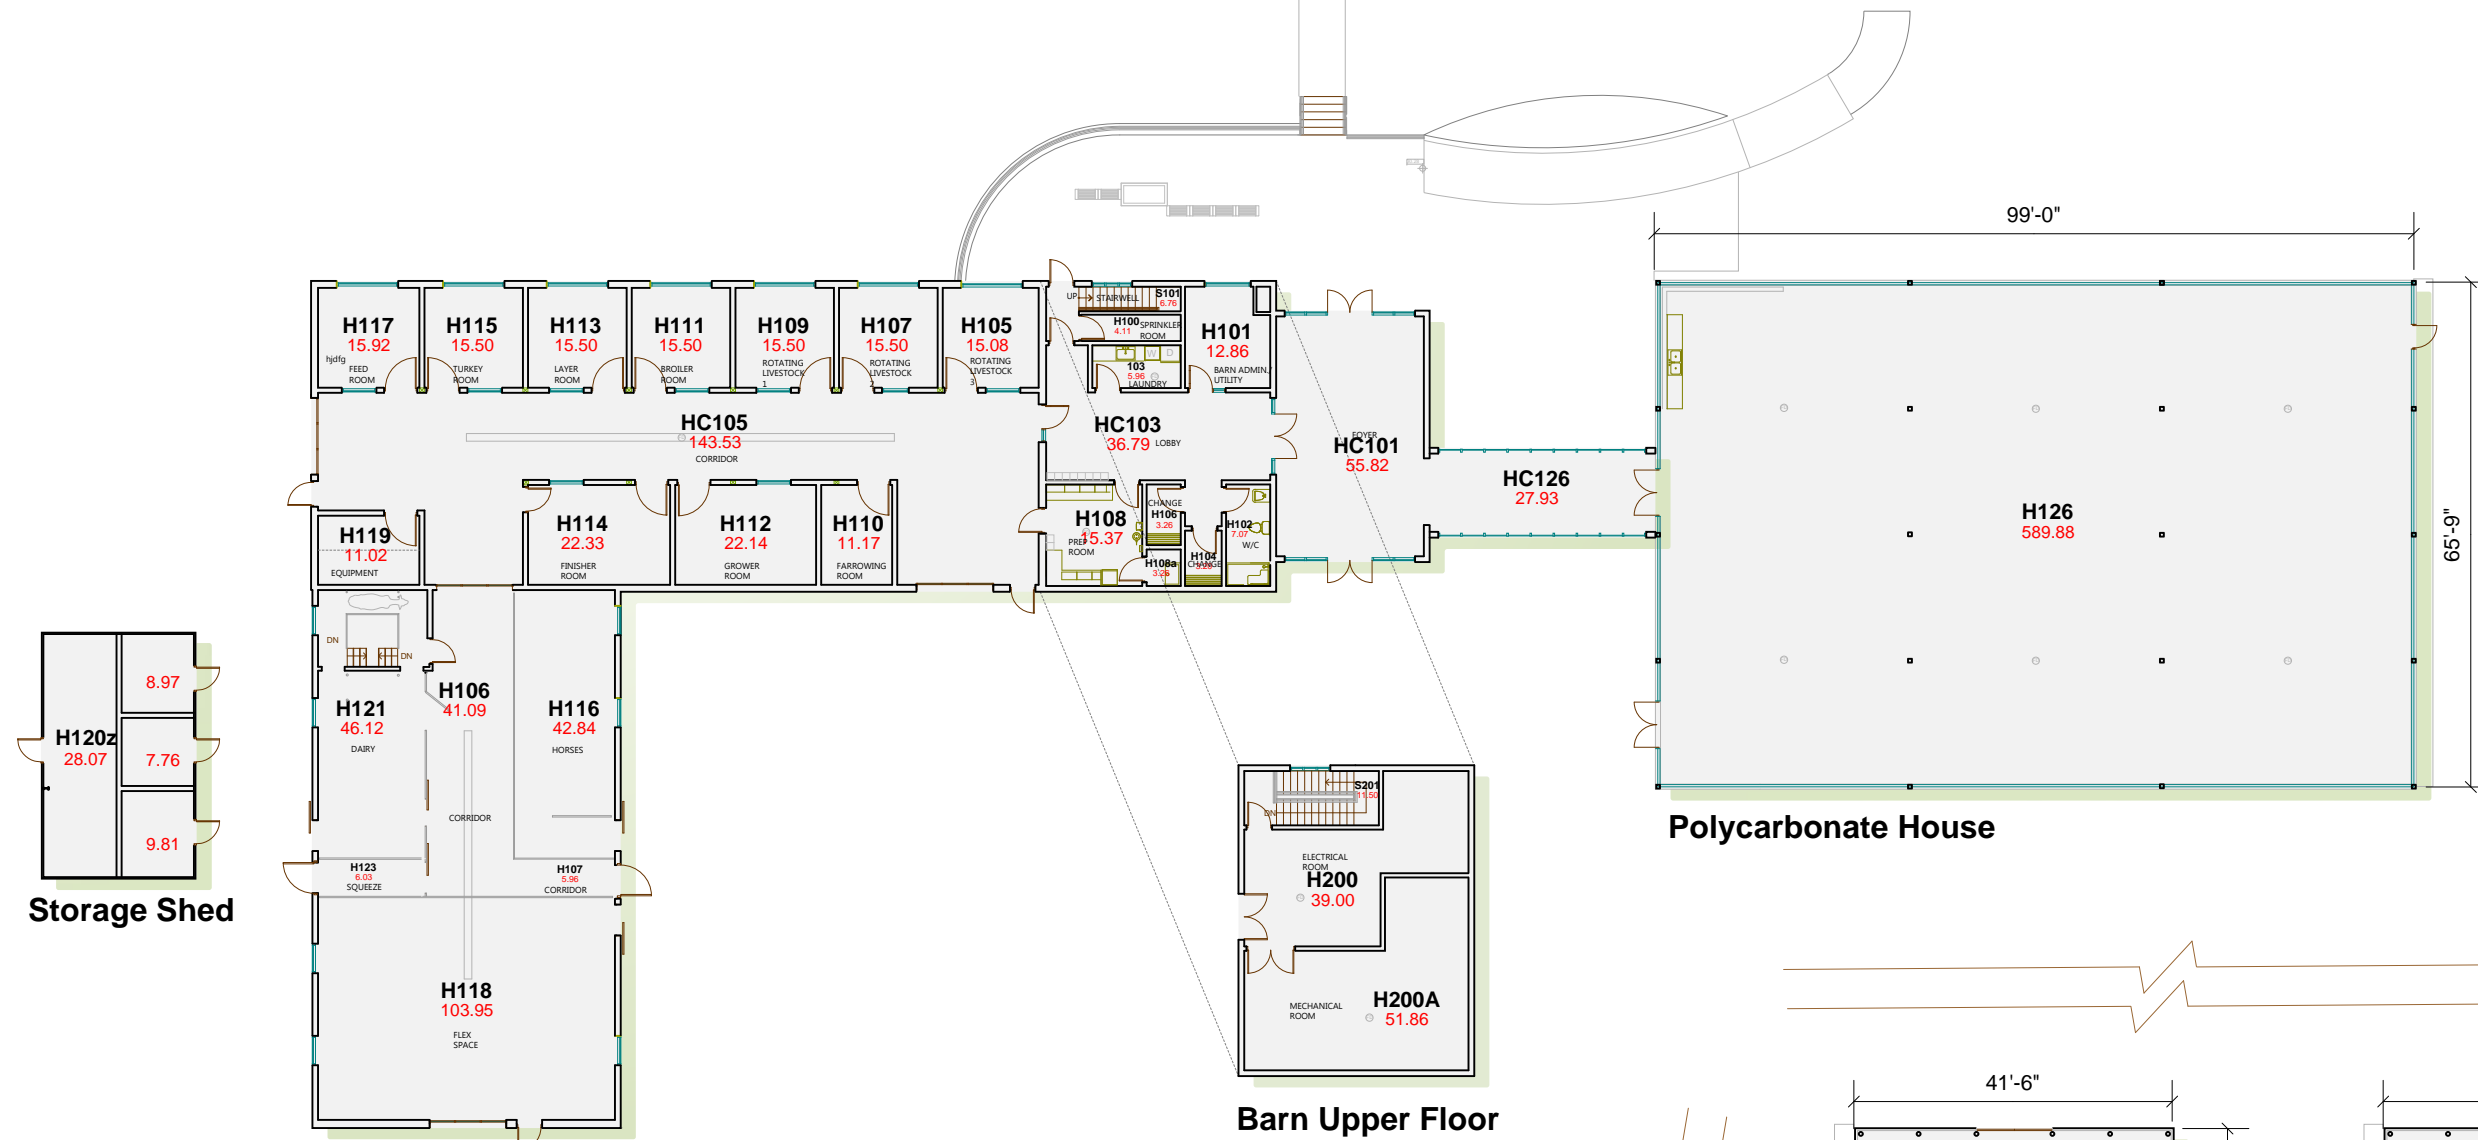 99'-0"
65'-9"
H117
15.92
hjdfg
FEED
ROOM
H115
15.50
TURKEY
ROOM
H113
15.50
LAYER
ROOM
H111
15.50
BROILER
ROOM
H109
15.50
ROTATING
LIVESTOCK
1
H107
15.50
ROTATING
LIVESTOCK
2
H105
15.08
ROTATING
LIVESTOCK
3
UP
STAIRWELL
S101
6.76
H100
4.11
SPRINKLER
ROOM
H101
12.86
BARN ADMIN./
UTILITY
W
D
103
5.96
LAUNDRY
HC105
143.53
CORRIDOR
HC103
36.79
LOBBY
FOYER
HC101
55.82
HC126
27.93
H126
589.88
H119
11.02
EQUIPMENT
H114
22.33
FINISHER
ROOM
H112
22.14
GROWER
ROOM
H110
11.17
FARROWING
ROOM
H108
15.37
PREP
ROOM
CHANGE
H106
3.26
H108a
3.26
H104
CHANGE
H102
7.07
W/C
DN
DN
H121
46.12
DAIRY
H106
41.09
H116
42.84
HORSES
CORRIDOR
H123
6.03
SQUEEZE
H107
5.96
CORRIDOR
H118
103.95
FLEX
SPACE
8.97
H120z
28.07
7.76
9.81
Storage Shed
S201
11.50
DN
ELECTRICAL
ROOM
H200
39.00
MECHANICAL
ROOM
H200A
51.86
Barn Upper Floor
Polycarbonate House
41'-6"